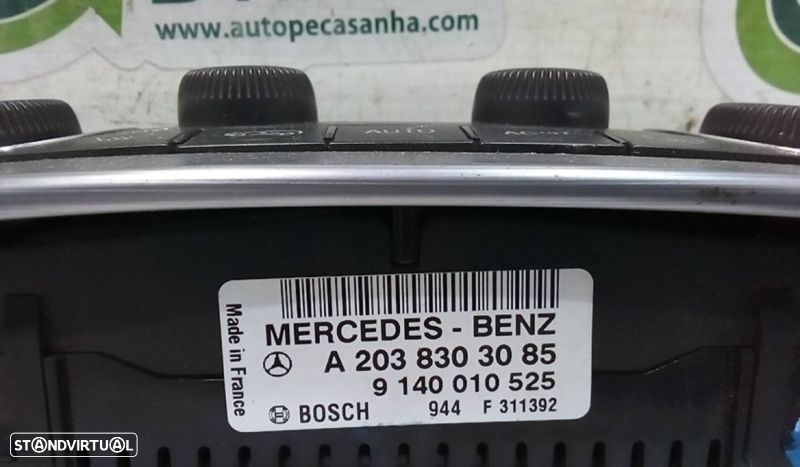 www.autopecasanha.com
AUTO
Made in France
MERCEDES - BENZ
A 203 830 30 85
9 140 010 525
BOSCH 944 F 311392
STANDVIRTUAL